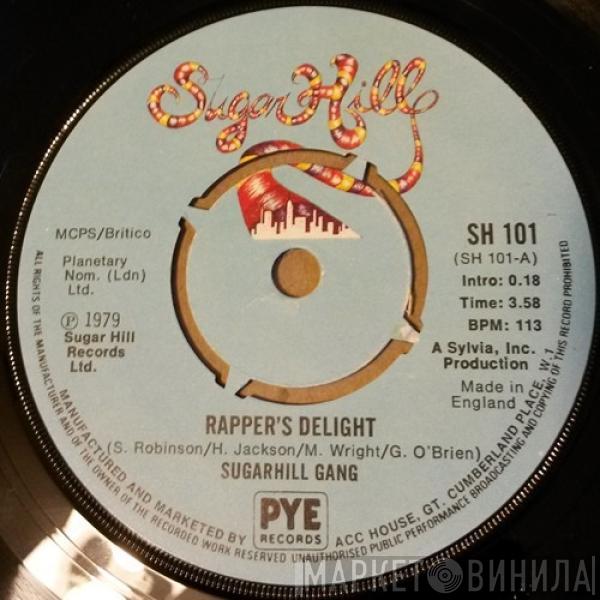 Sugar Hill
MCPS/Britico
Planetary
Nom. (Ldn)
Ltd.
℗ 1979
Sugar Hill
Records
Ltd.
SH 101
(SH 101-A)
Intro: 0.18
Time: 3.58
BPM: 113
A Sylvia, Inc.
Production
Made in
England
RAPPER'S DELIGHT
(S. Robinson/H. Jackson/M. Wright/G. O'Brien)
SUGARHILL GANG
PYE
RECORDS
MANUFACTURED AND MARKETED BY
ACC HOUSE, GT. CUMBERLAND PLACE, W.1
ALL RIGHTS OF THE MANUFACTURER AND OF THE OWNER OF THE RECORDED WORK RESERVED UNAUTHORISED PUBLIC PERFORMANCE BROADCASTING AND COPYING OF THIS RECORD PROHIBITED
МАРКЕТ ВИНИЛА